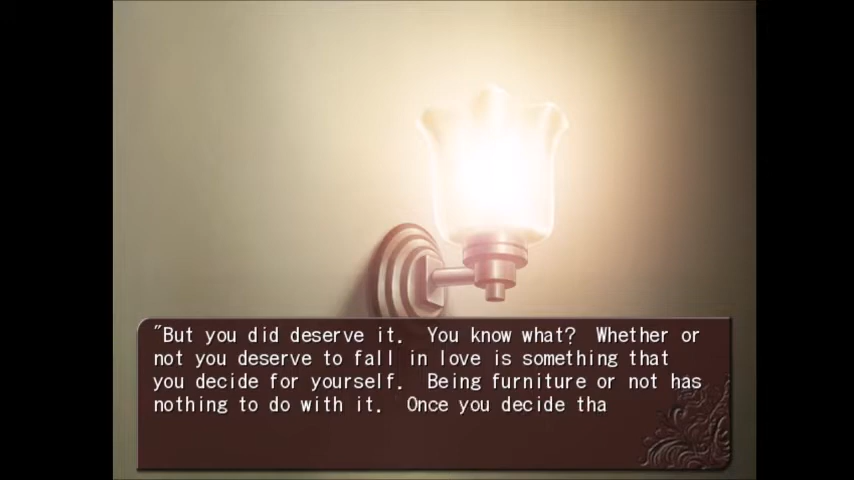 "But you did deserve it.  You know what?  Whether or
not you deserve to fall in love is something that
you decide for yourself.  Being furniture or not has
nothing to do with it.  Once you decide tha